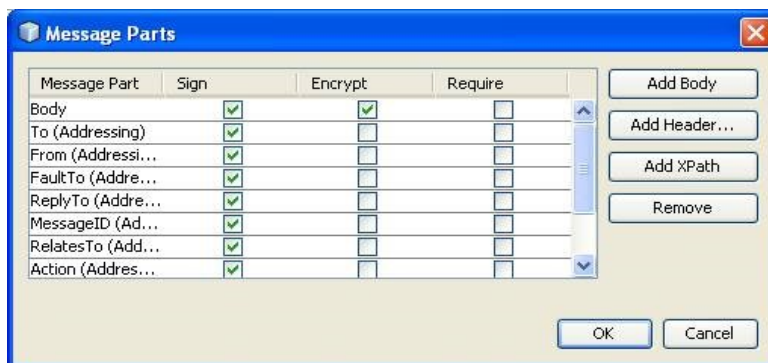 Message Parts
Message Part Sign Encrypt Require
Body
To (Addressing)
From (Addressi...
FaultTo (Addre...
ReplyTo (Addre...
MessageID (Ad...
RelatesTo (Add...
Action (Addres...
Add Body
Add Header...
Add XPath
Remove
OK Cancel